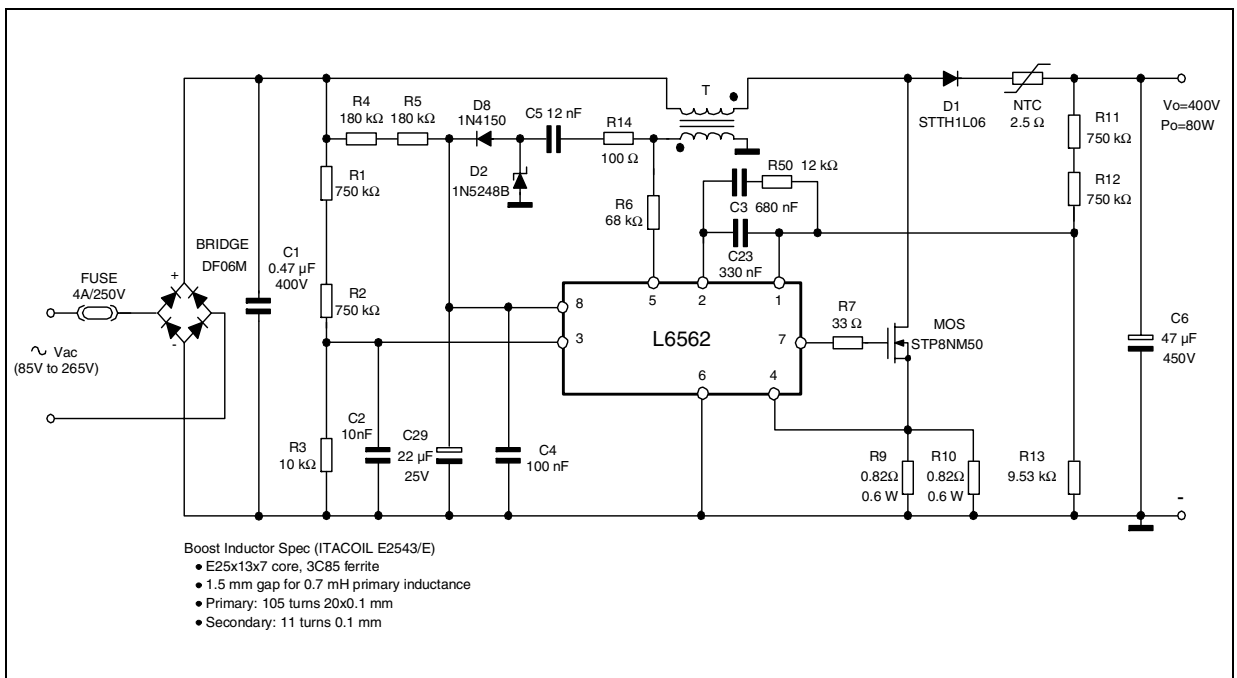 T
R4
180 kΩ
R5
180 kΩ
D8
1N4150
C5 12 nF
R14
100 Ω
D1
STTH1L06
NTC
2.5 Ω
Vo=400V
Po=80W
R11
750 kΩ
R12
750 kΩ
R1
750 kΩ
D2
1N5248B
R6
68 kΩ
R50 12 kΩ
C3 680 nF
C23
330 nF
BRIDGE
DF06M
+
-
FUSE
4A/250V
C1
0.47 µF
400V
R2
750 kΩ
8
3
5
2
1
L6562
7
6
4
R7
33 Ω
MOS
STP8NM50
C6
47 µF
450V
∿ Vac
(85V to 265V)
R3
10 kΩ
C2
10nF
C29
22 µF
25V
C4
100 nF
R9
0.82Ω
0.6 W
R10
0.82Ω
0.6 W
R13
9.53 kΩ
-
Boost Inductor Spec (ITACOIL E2543/E)
● E25x13x7 core, 3C85 ferrite
● 1.5 mm gap for 0.7 mH primary inductance
● Primary: 105 turns 20x0.1 mm
● Secondary: 11 turns 0.1 mm